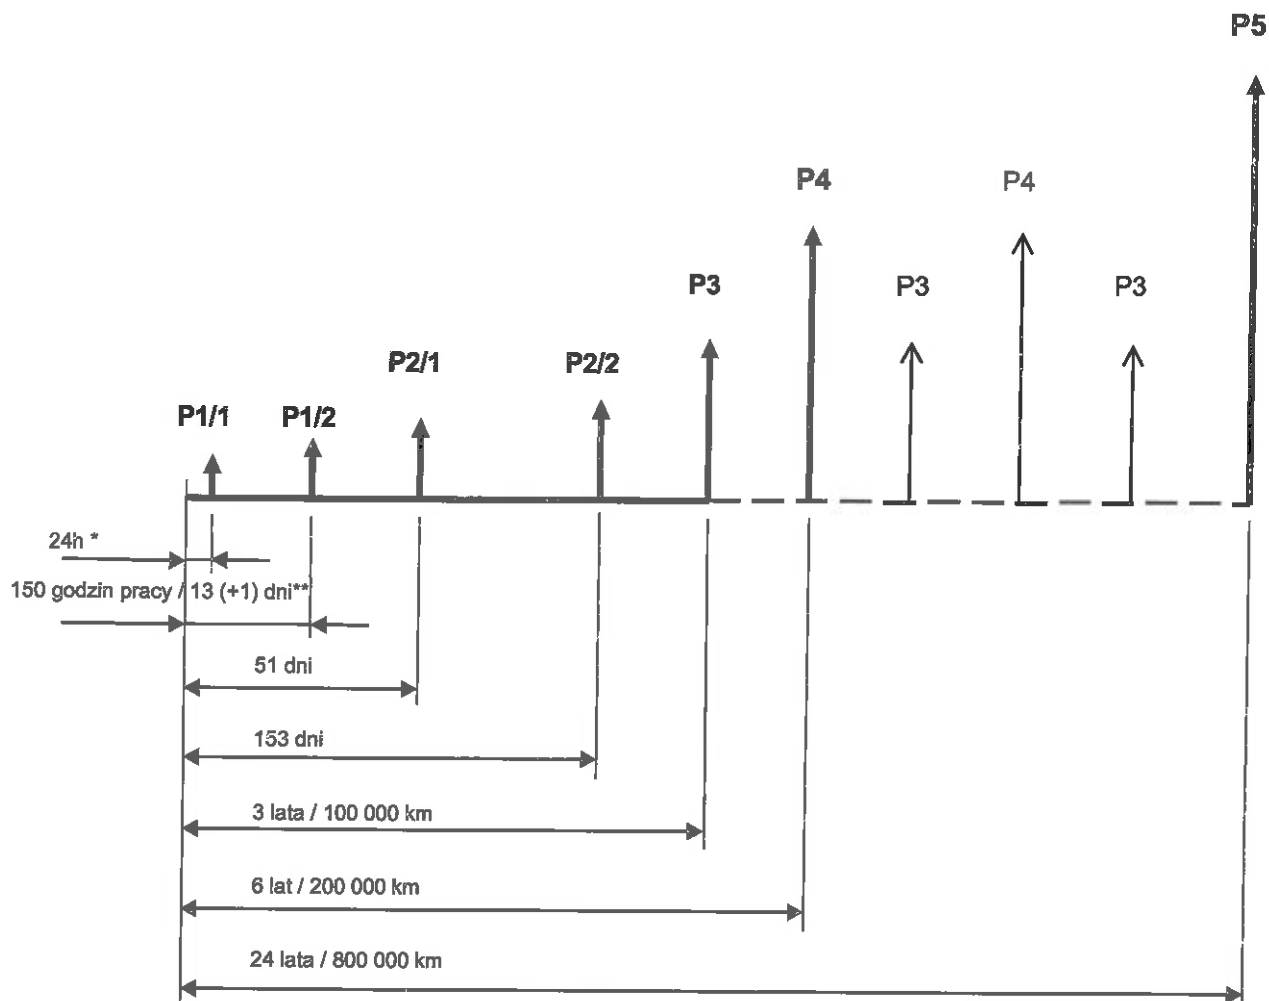 P5
P4
P4
P3
P3
P3
P2/1
P2/2
P1/1
P1/2
24h *
150 godzin pracy / 13 (+1) dni**
51 dni
153 dni
3 lata / 100 000 km
6 lat / 200 000 km
24 lata / 800 000 km